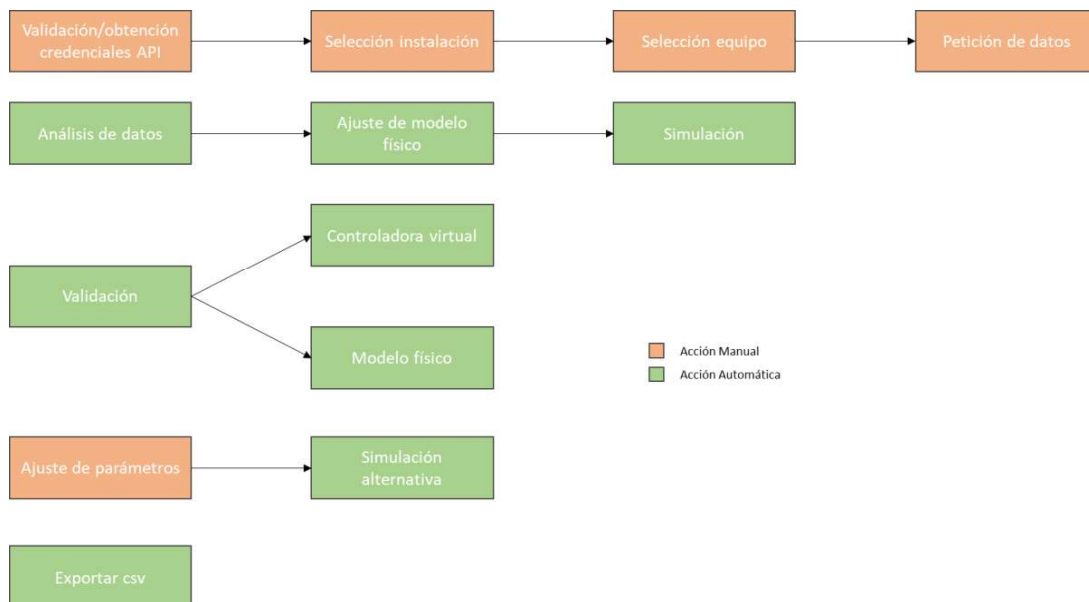 Validación/obtención
credenciales API
Selección instalación
Selección equipo
Petición de datos
Análisis de datos
Ajuste de modelo
físico
Simulación
Controladora virtual
Validación
Modelo físico
Acción Manual
Acción Automática
Ajuste de parámetros
Simulación
alternativa
Exportar csv